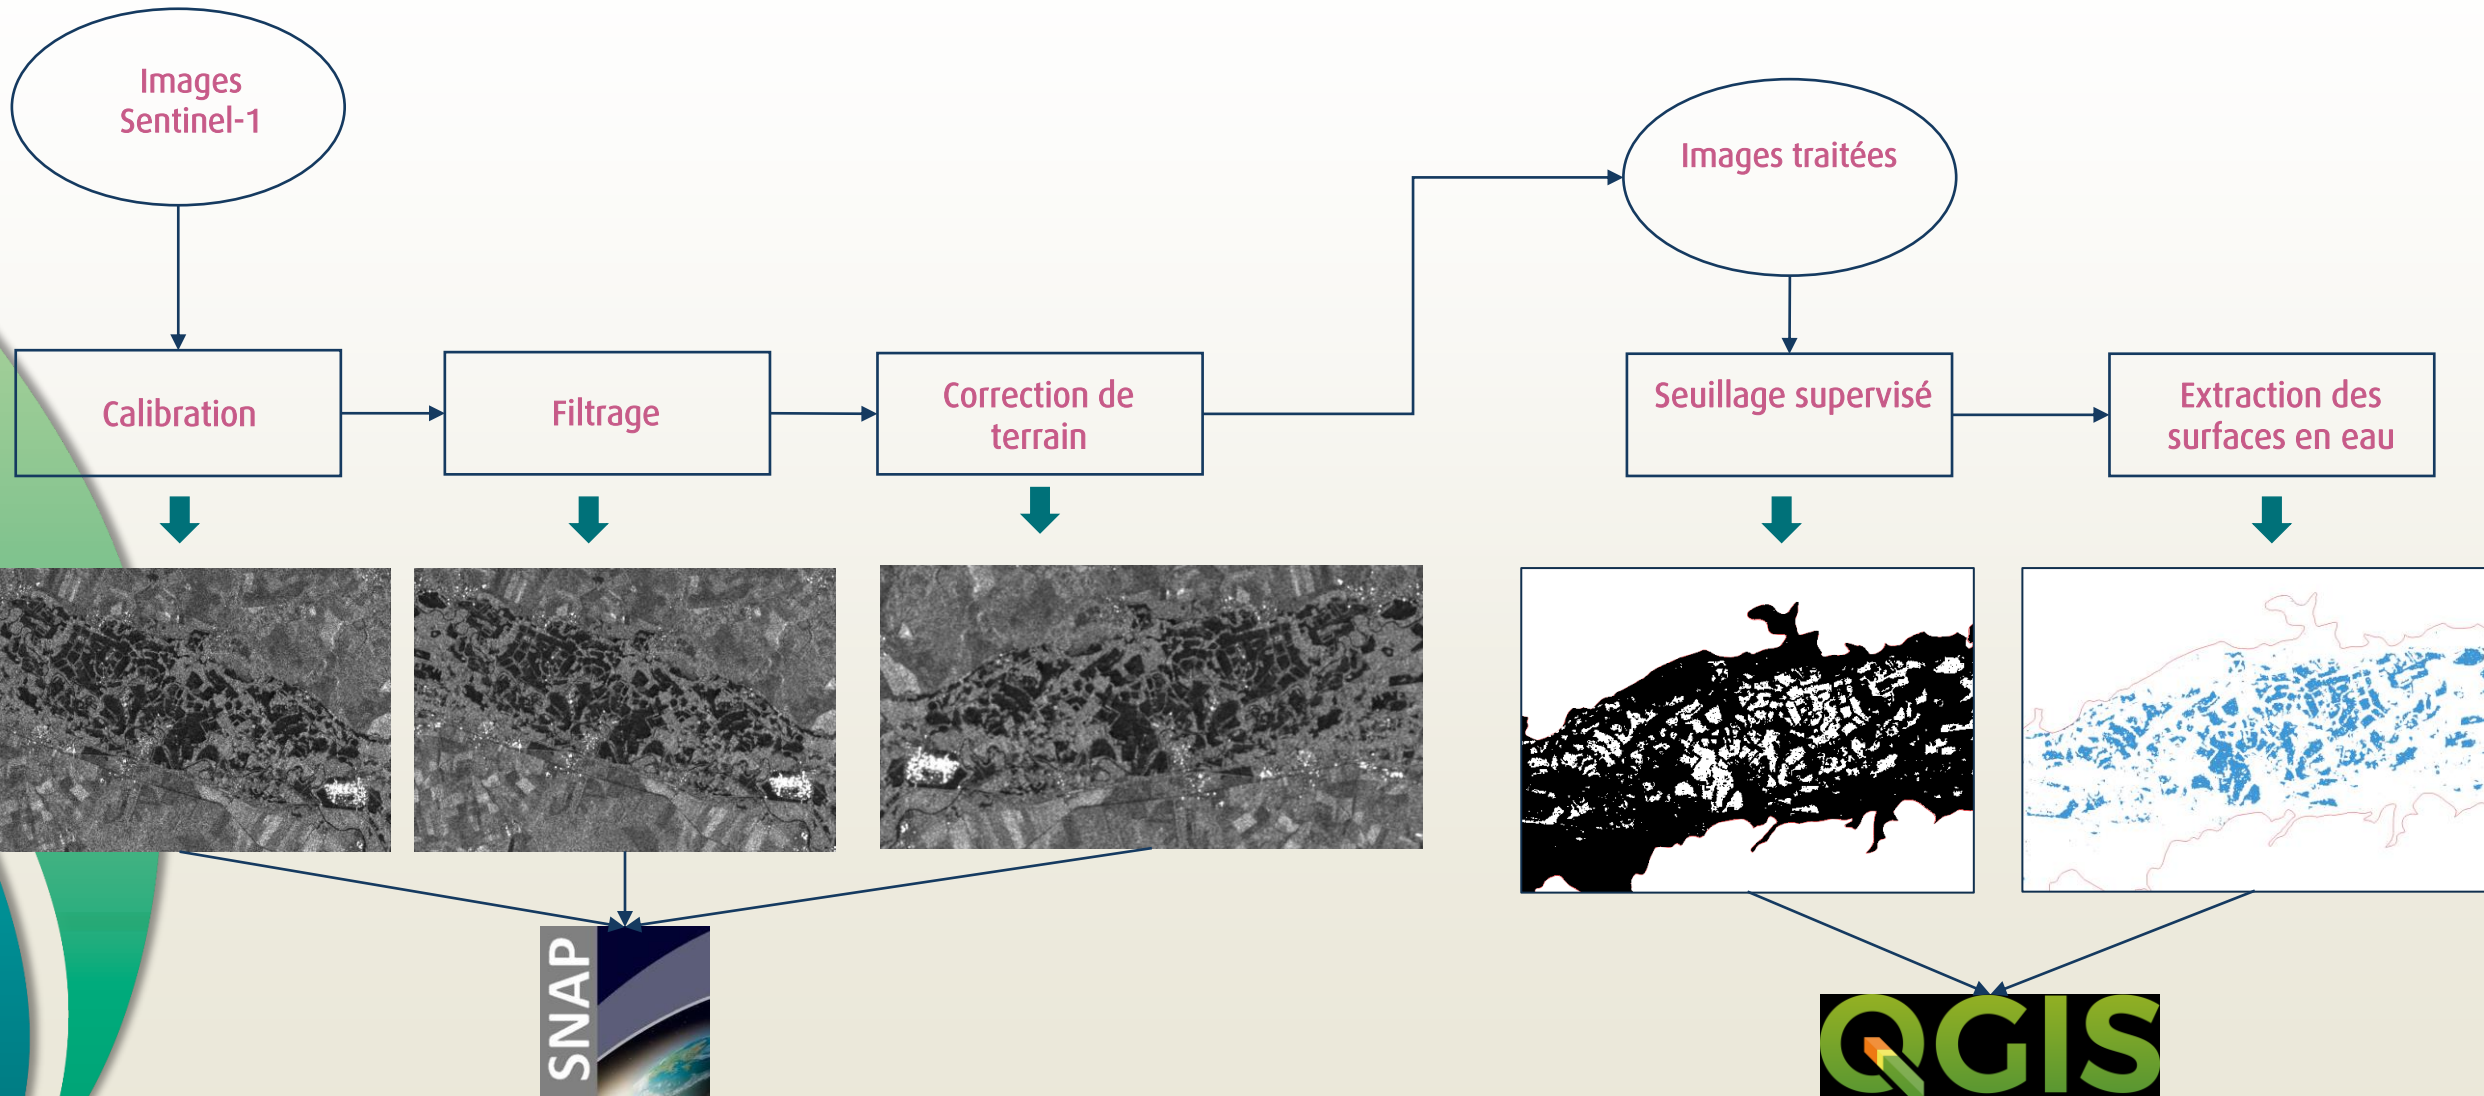 Images
Sentinel-1
Images traitées
Calibration
Filtrage
Correction de
terrain
Seuillage supervisé
Extraction des
surfaces en eau
SNAP
QGIS